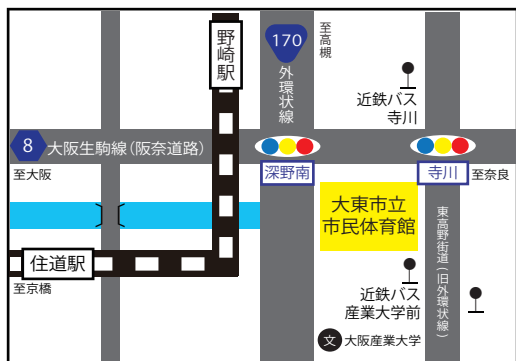 野崎駅
170
外環状線
至高槻
近鉄バス
寺川
8
大阪生駒線(阪奈道路)
至大阪
深野南
寺川
至奈良
大東市立
市民体育館
東高野街道(旧外環状線)
住道駅
至京橋
近鉄バス
産業大学前
文
大阪産業大学